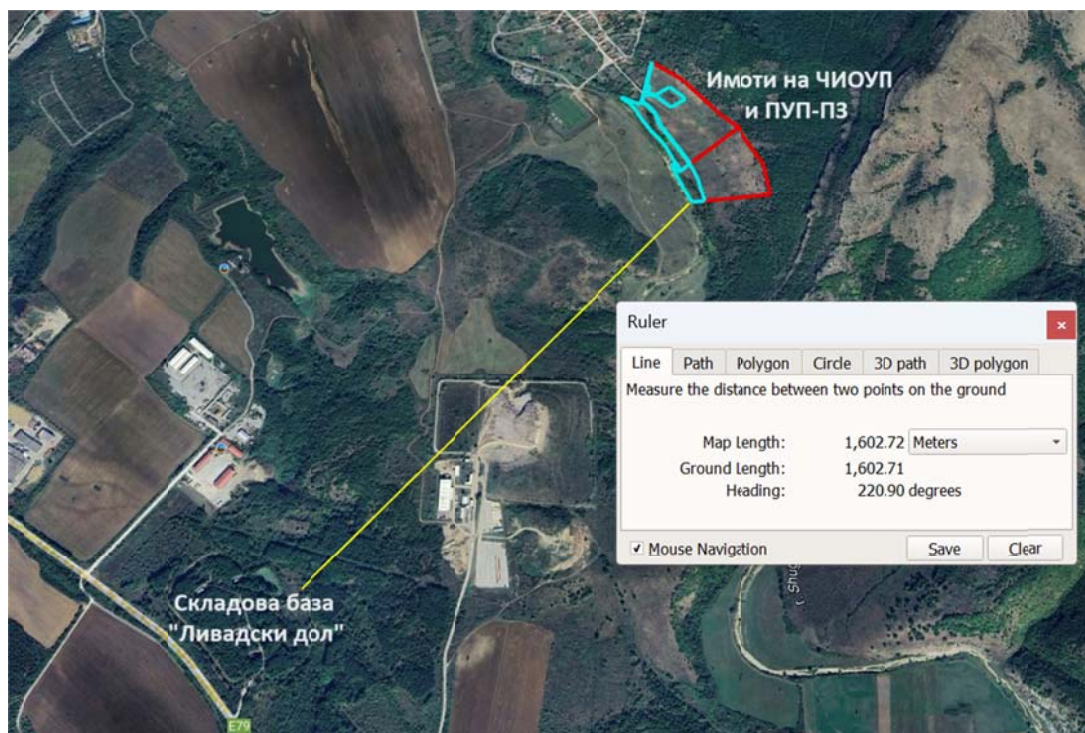 Имоти на ЧИОУП
и ПУП-ПЗ
Ruler
x
Line Path Polygon Circle 3D path 3D polygon
Measure the distance between two points on the ground
Map length: 1,602.72 Meters
Ground length: 1,602.71
Heading: 220.90 degrees
Mouse Navigation Save Clear
Складова база
"Ливадски дол"
E79